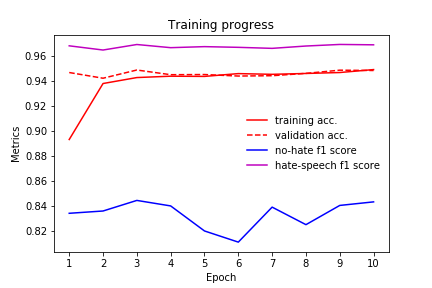 Training progress
Metrics
0.96
0.94
0.92
0.90
0.88
0.86
0.84
0.82
training acc.
validation acc.
no-hate f1 score
hate-speech f1 score
1 2 3 4 5 6 7 8 9 10
Epoch